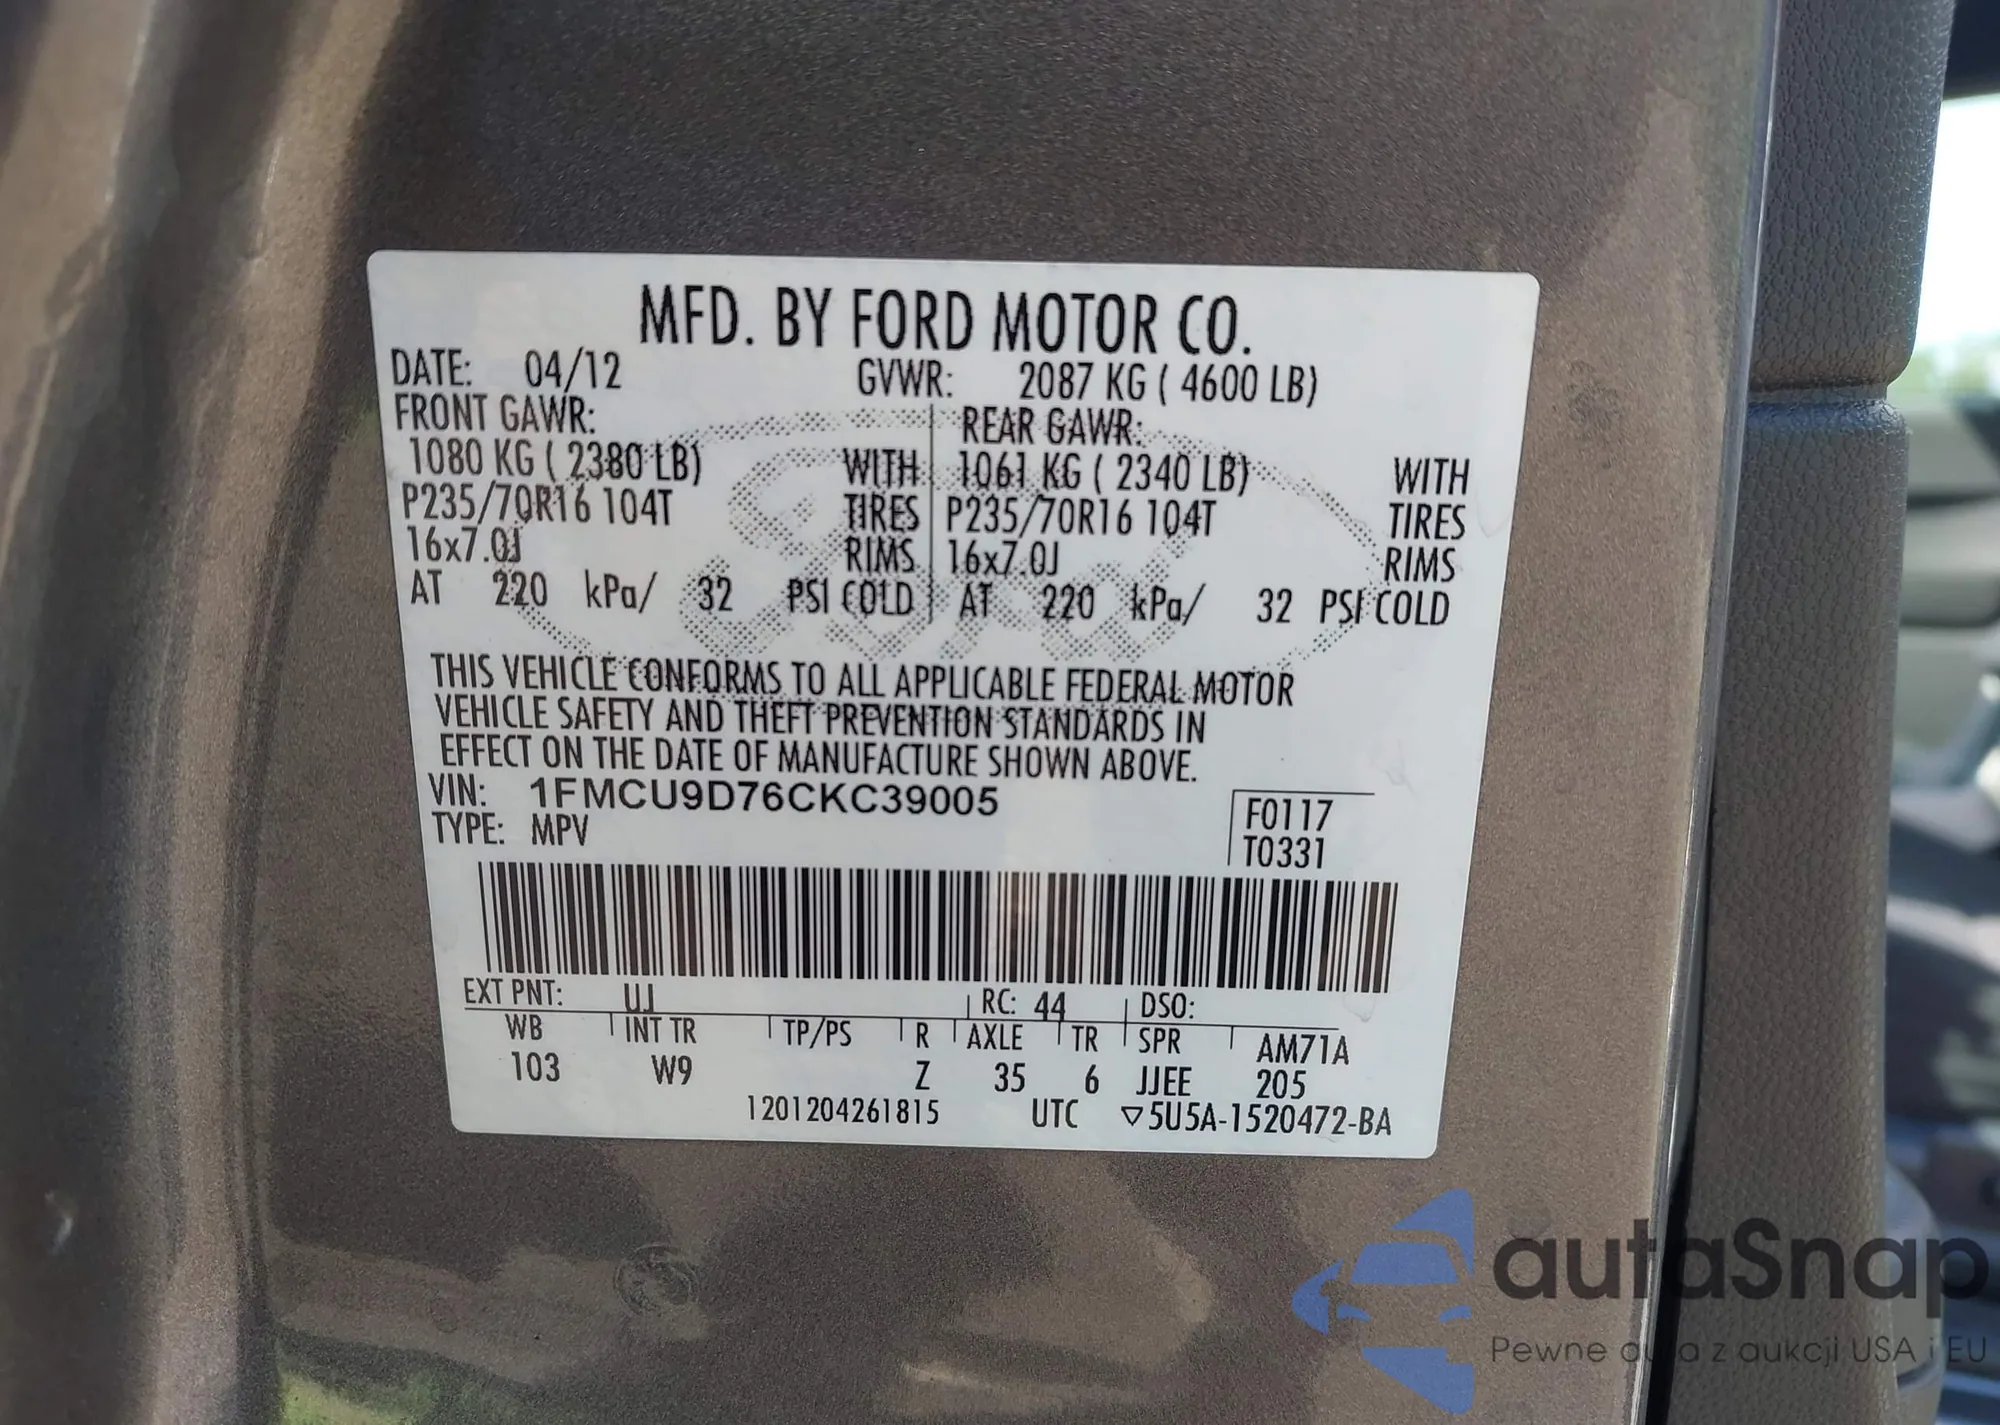 MFD. BY FORD MOTOR CO.
DATE: 04/12 GVWR: 2087 KG ( 4600 LB)
FRONT GAWR: REAR GAWR:
1080 KG ( 2380 LB) WITH 1061 KG ( 2340 LB) WITH
P235/70R16 104T TIRES P235/70R16 104T TIRES
16x7.0J RIMS 16x7.0J RIMS
AT 220 kPa/ 32 PSI COLD AT 220 kPa/ 32 PSI COLD
THIS VEHICLE CONFORMS TO ALL APPLICABLE FEDERAL MOTOR
VEHICLE SAFETY AND THEFT PREVENTION STANDARDS IN
EFFECT ON THE DATE OF MANUFACTURE SHOWN ABOVE.
VIN: 1FMCU9D76CKC39005 F0117
TYPE: MPV T0331
EXT PNT: UJ RC: 44 DSO:
WB INT TR TP/PS R AXLE TR SPR AM71A
103 W9 Z 35 6 JJEE 205
1201204261815 UTC ▽5U5A-1520472-BA
Ford
autaSnap
Pewne auta z aukcji USA i EU